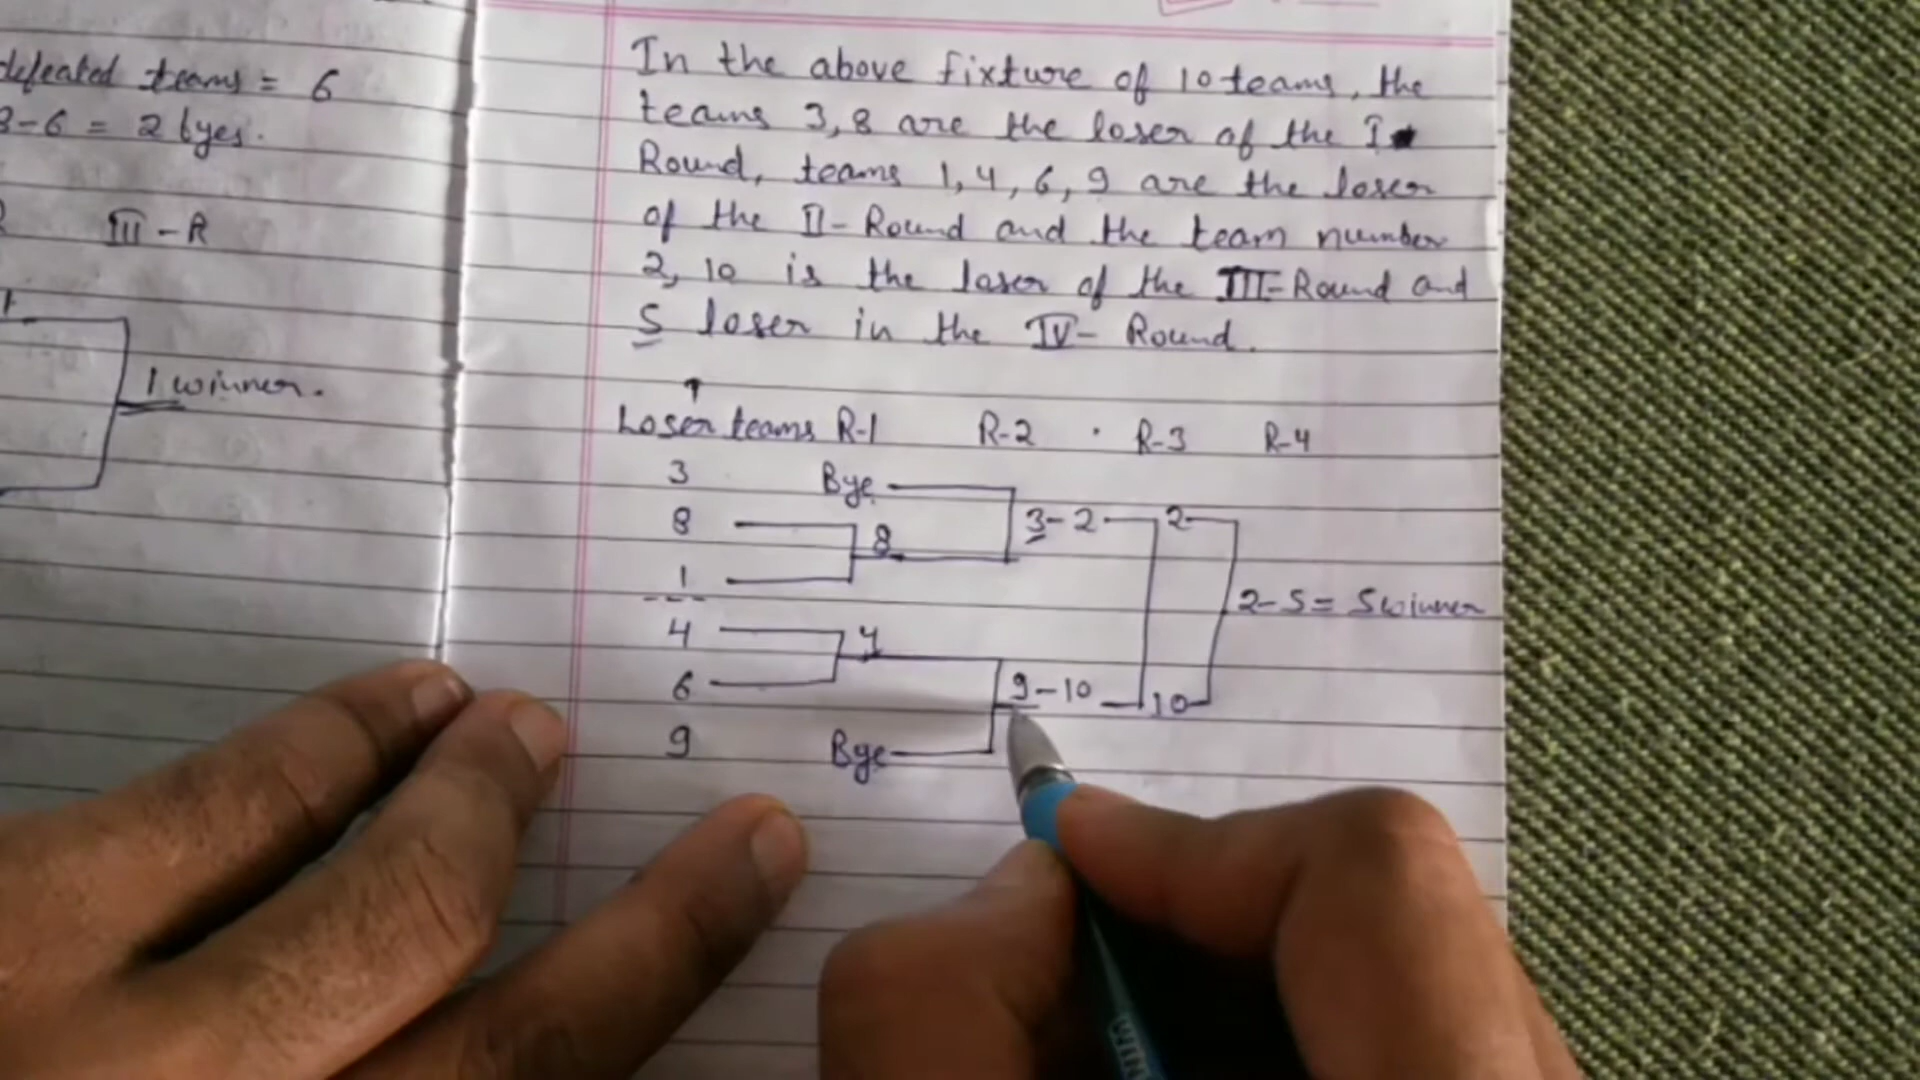 defeated teams = 6
8-6 = 2 byes.
III - R
1 winner.
In the above fixture of 10 teams, the
teams 3, 8 are the loser of the I
Round, teams 1, 4, 6, 9 are the loser
of the II- Round and the team number
2, 10 is the loser of the III-Round and
5 loser in the IV- Round.
Loser teams R-1 R-2 R-3 R-4
3 Bye
8
8
1
3-2 2
2-5= 5 winner
4 4
6
9-10 10
9 Bye